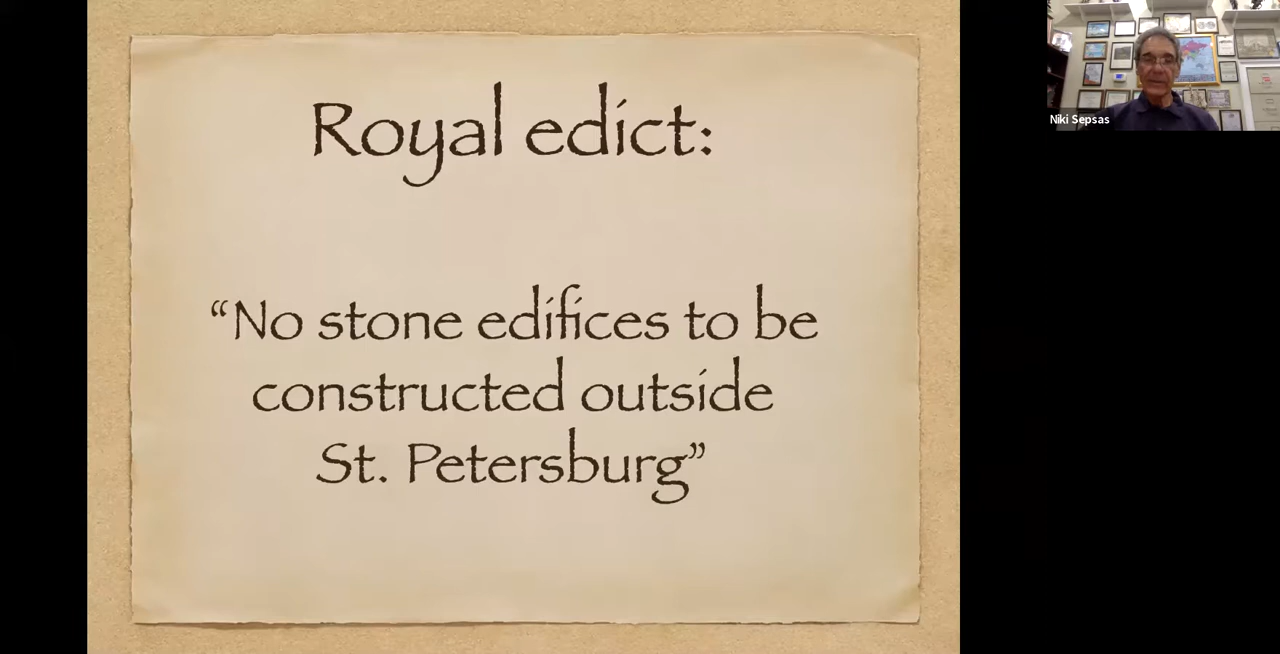 Royal edict:
“No stone edifices to be
constructed outside
St. Petersburg”
Niki Sepsas